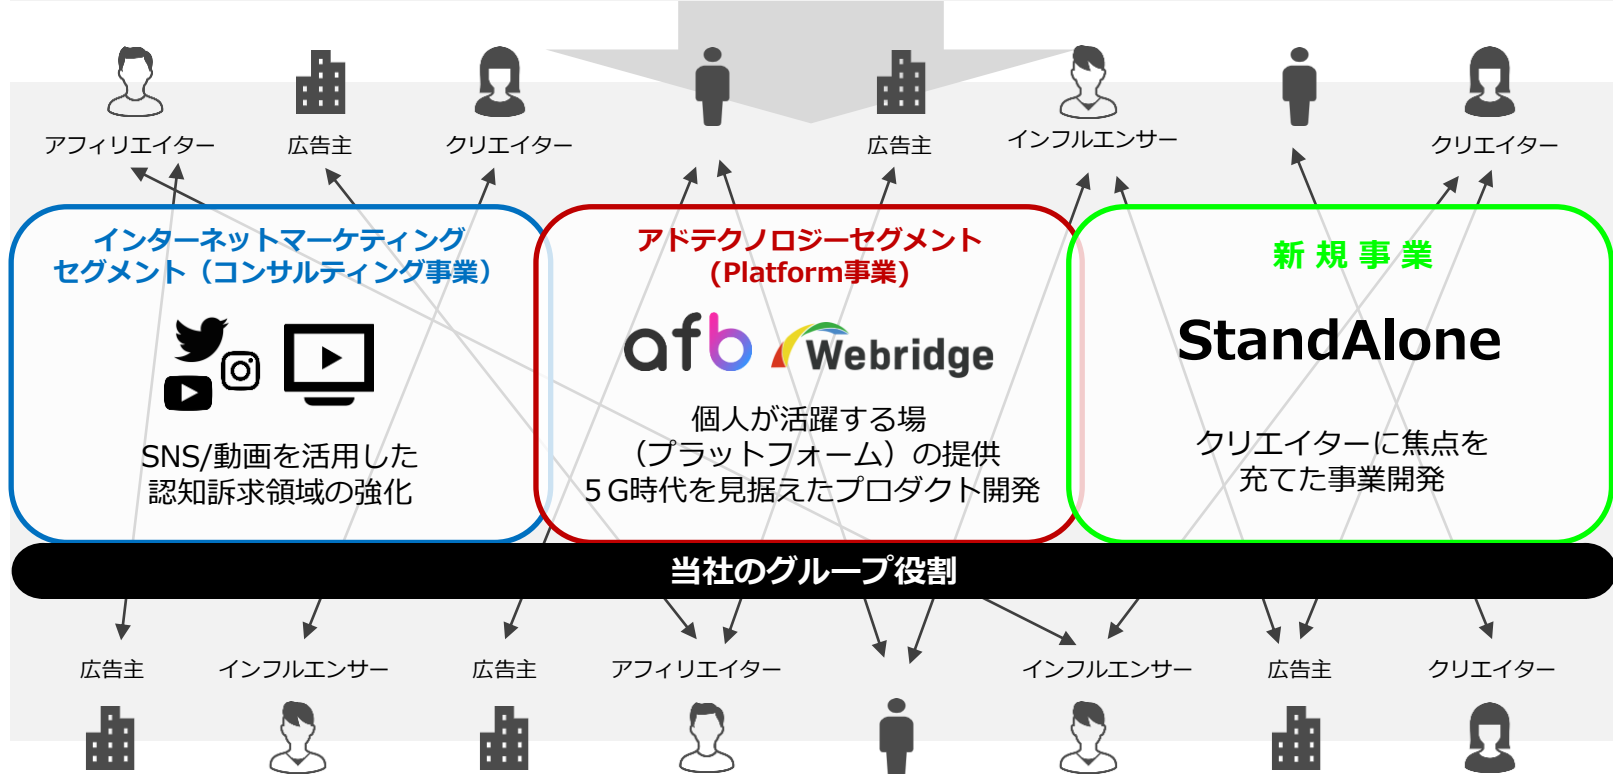 アフィリエイター
広告主
クリエイター
広告主
インフルエンサー
クリエイター
インターネットマーケティング
セグメント（コンサルティング事業）
SNS/動画を活用した
認知訴求領域の強化
アドテクノロジーセグメント
(Platform事業)
afb
Webridge
個人が活躍する場
（プラットフォーム）の提供
５G時代を見据えたプロダクト開発
新規事業
StandAlone
クリエイターに焦点を
充てた事業開発
当社のグループ役割
広告主
インフルエンサー
広告主
アフィリエイター
インフルエンサー
広告主
クリエイター